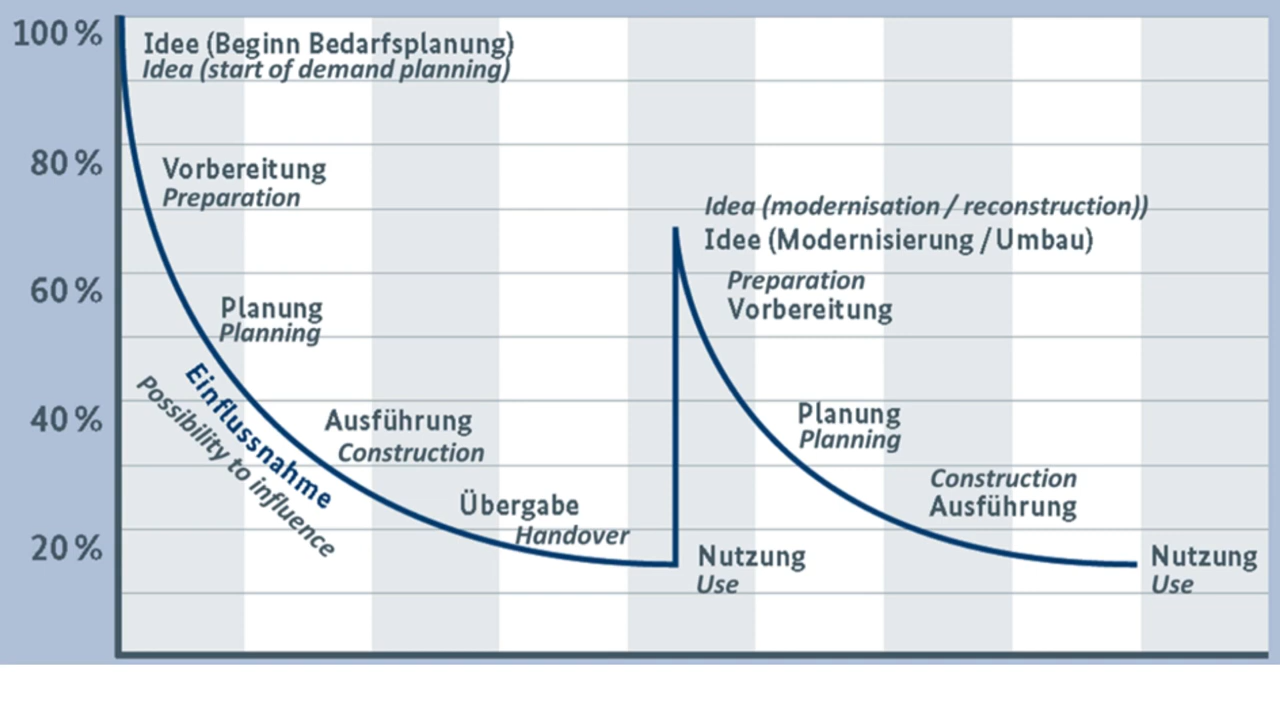 100 %
80 %
60 %
40 %
20 %
Idee (Beginn Bedarfsplanung)
Idea (start of demand planning)
Vorbereitung
Preparation
Planung
Planning
Einflussnahme
Possibility to influence
Ausführung
Construction
Übergabe
Handover
Nutzung
Use
Idea (modernisation / reconstruction))
Idee (Modernisierung / Umbau)
Preparation
Vorbereitung
Planung
Planning
Construction
Ausführung
Nutzung
Use